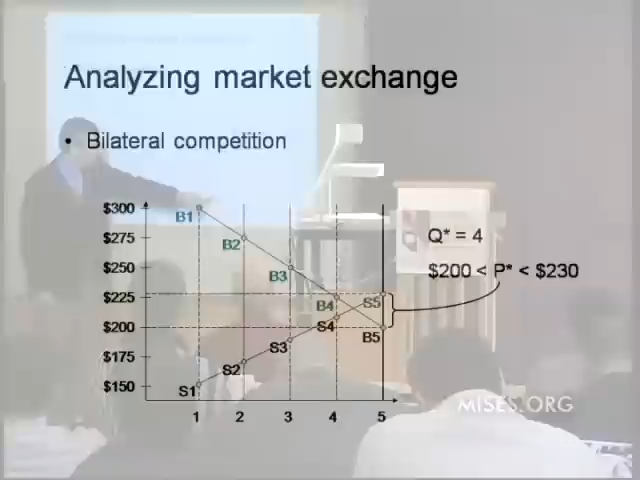 Analyzing market exchange
• Bilateral competition
$300
B1
$275
B2
Q* = 4
$250
B3
$200 < P* < $230
$225
B4
S5
$200
S4
B5
S3
$175
S2
$150
S1
1 2 3 4 5
MISES.ORG